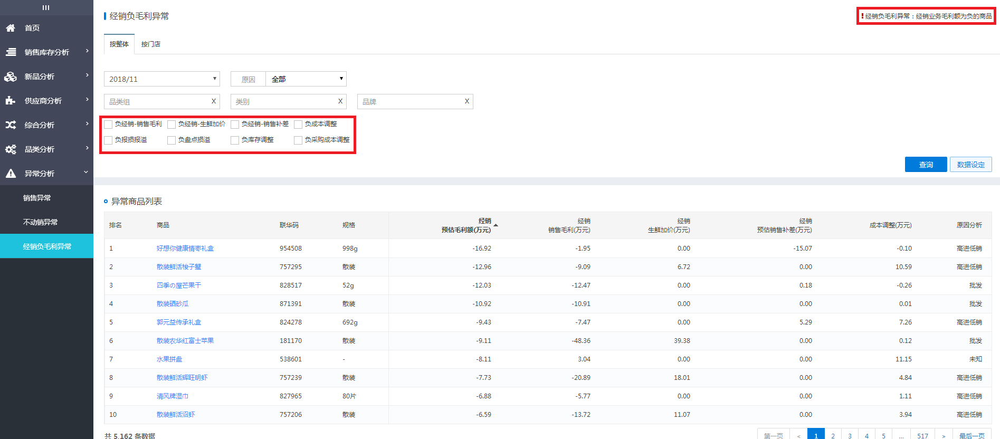 首页
销售库存分析
新品分析
供应商分析
综合分析
品类分析
异常分析
销售异常
不动销异常
经销负毛利异常
经销负毛利异常
!经销负毛利异常：经销业务毛利额为负的商品
按整体 按门店
2018/11 原因 全部
品类组 X 类别 X 品牌 X
负经销-销售毛利 负经销-生鲜加价 负经销-销售补差 负成本调整
负报损报溢 负盘点损溢 负库存调整 负采购成本调整
查询 数据设定
异常商品列表
排名 商品 联华码 规格 经销 预估毛利额(万元) 经销 销售毛利(万元) 经销 生鲜加价(万元) 经销 预估销售补差(万元) 成本调整(万元) 原因分析
1 好想你健康情枣礼盒 954508 998g -16.92 -1.95 0.00 -15.07 -0.10 高进低销
2 散装鲜活梭子蟹 757295 散装 -12.96 -9.09 6.72 0.00 10.59 高进低销
3 四季の屋芒果干 828517 52g -12.03 -12.47 0.00 0.18 -0.26 批发
4 散装硒砂瓜 871391 散装 -10.92 -10.91 0.00 0.00 0.01 批发
5 郭元益传承礼盒 824278 692g -9.43 -7.47 0.00 5.29 7.26 高进低销
6 散装农华红富士苹果 181170 散装 -9.11 -48.36 39.38 0.00 0.12 批发
7 水果拼盘 538601 - -8.11 3.04 0.00 0.00 11.15 未知
8 散装鲜活辉旺明虾 757239 散装 -7.73 -20.89 18.01 0.00 4.84 高进低销
9 清风牌湿巾 827965 80片 -6.88 -5.77 0.00 0.00 1.11 高进低销
10 散装鲜活沼虾 757206 散装 -6.59 -13.72 11.07 0.00 3.94 高进低销
共 5,162 条数据 第一页 < 1 2 3 4 5 ... 517 > 最后一页